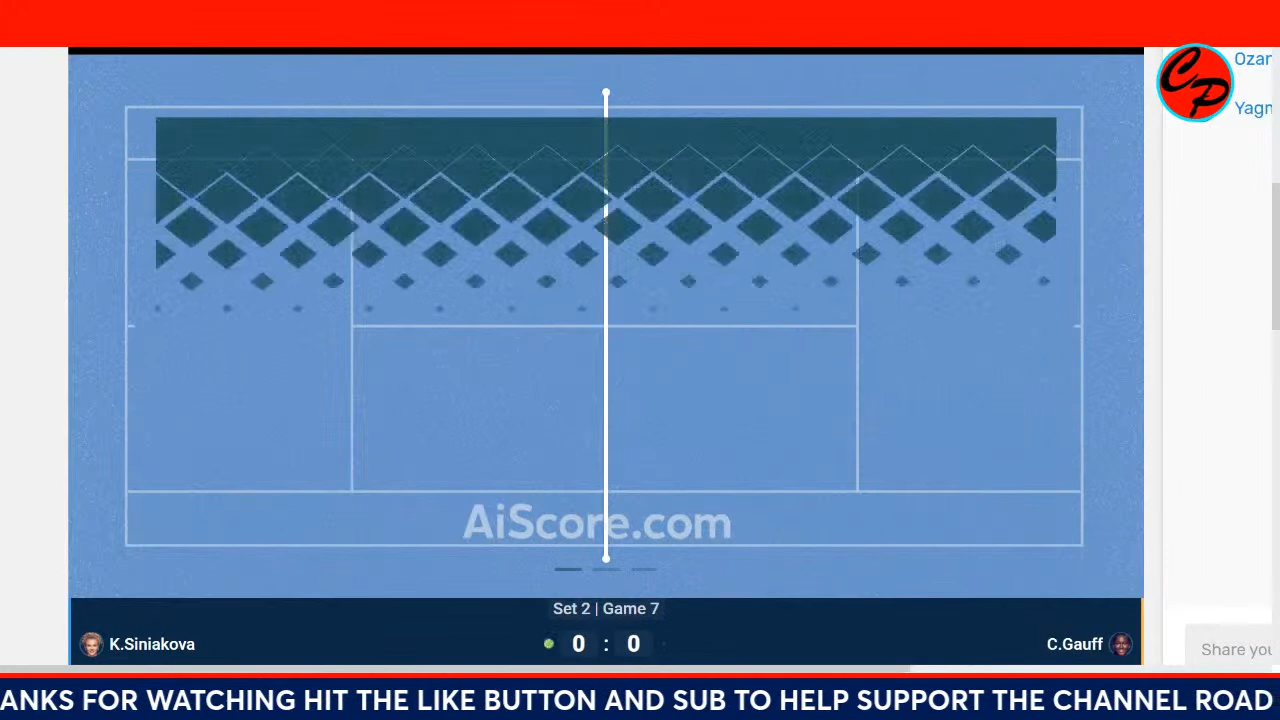 CP
Ozan
Yagn
AiScore.com
Set 2 | Game 7
K.Siniakova
0 : 0
C.Gauff
Share you
ANKS FOR WATCHING HIT THE LIKE BUTTON AND SUB TO HELP SUPPORT THE CHANNEL ROAD